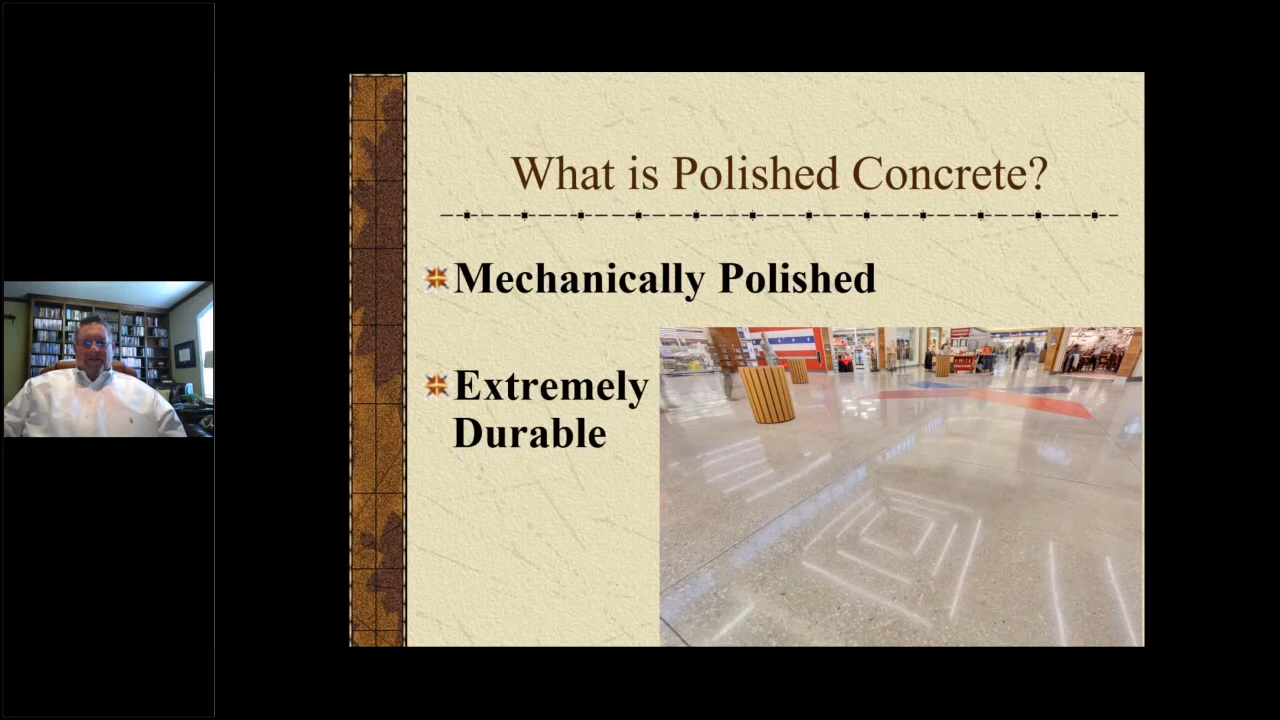 What is Polished Concrete?
Mechanically Polished
Extremely
Durable